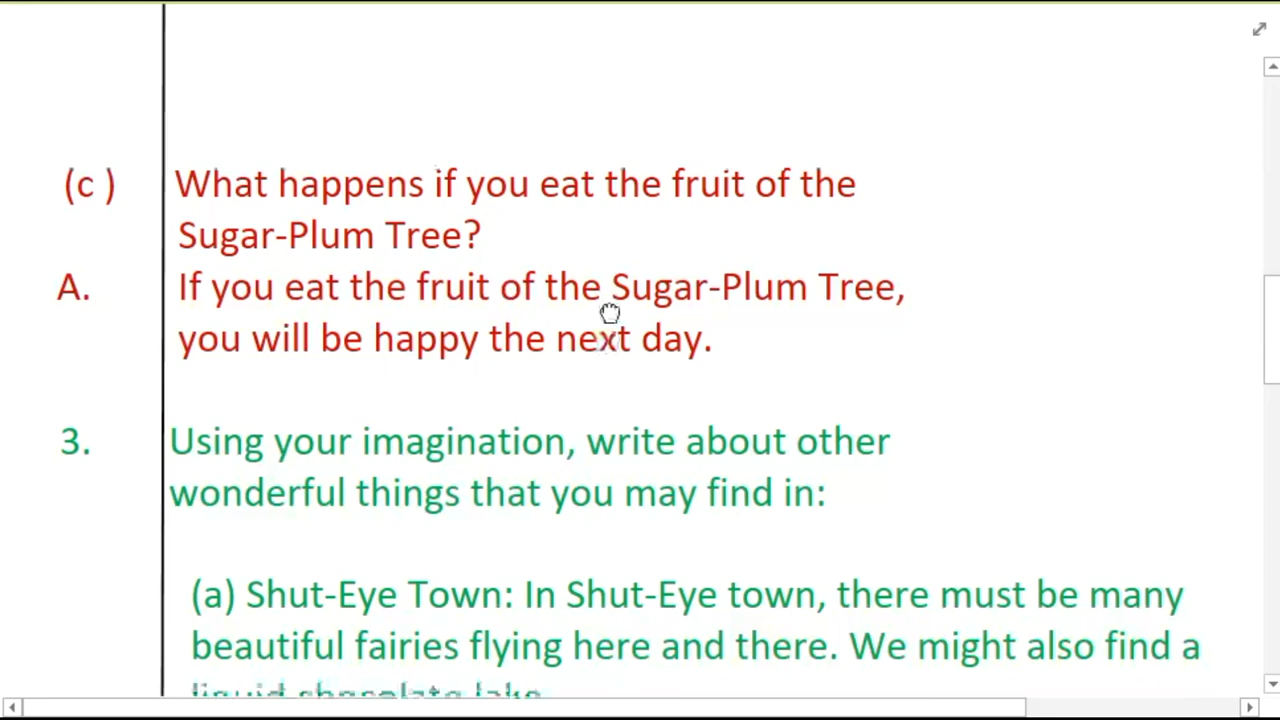 (c ) What happens if you eat the fruit of the
Sugar-Plum Tree?
A. If you eat the fruit of the Sugar-Plum Tree,
you will be happy the next day.
3. Using your imagination, write about other
wonderful things that you may find in:
(a) Shut-Eye Town: In Shut-Eye town, there must be many
beautiful fairies flying here and there. We might also find a
liquid chocolate lake.